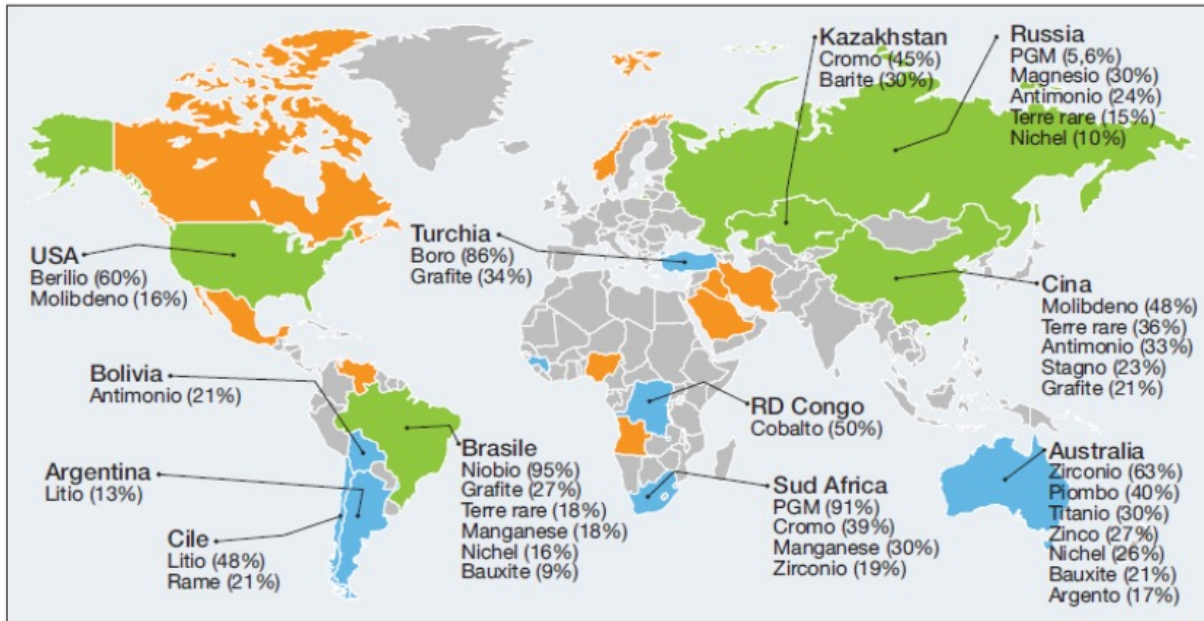 Kazakhstan
Cromo (45%)
Barite (30%)
Russia
PGM (5,6%)
Magnesio (30%)
Antimonio (24%)
Terre rare (15%)
Nichel (10%)
USA
Berilio (60%)
Molibdeno (16%)
Turchia
Boro (86%)
Grafite (34%)
Cina
Molibdeno (48%)
Terre rare (36%)
Antimonio (33%)
Stagno (23%)
Grafite (21%)
Bolivia
Antimonio (21%)
Argentina
Litio (13%)
Cile
Litio (48%)
Rame (21%)
Brasile
Niobio (95%)
Grafite (27%)
Terre rare (18%)
Manganese (18%)
Nichel (16%)
Bauxite (9%)
RD Congo
Cobalto (50%)
Sud Africa
PGM (91%)
Cromo (39%)
Manganese (30%)
Zirconio (19%)
Australia
Zirconio (63%)
Piombo (40%)
Titanio (30%)
Zinco (27%)
Nichel (26%)
Bauxite (21%)
Argento (17%)